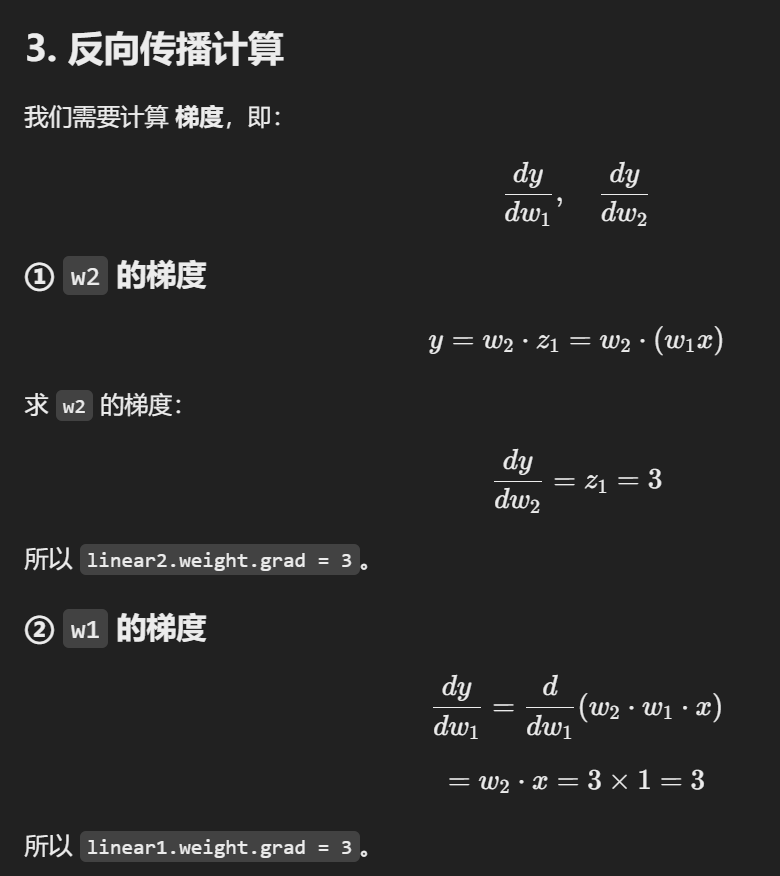 3. 反向传播计算
我们需要计算 梯度，即：
\frac{dy}{dw_1}, \quad \frac{dy}{dw_2}
① w2 的梯度
y = w_2 \cdot z_1 = w_2 \cdot (w_1 x)
求 w2 的梯度：
\frac{dy}{dw_2} = z_1 = 3
所以 linear2.weight.grad = 3。
② w1 的梯度
\frac{dy}{dw_1} = \frac{d}{dw_1}(w_2 \cdot w_1 \cdot x)
= w_2 \cdot x = 3 \times 1 = 3
所以 linear1.weight.grad = 3。